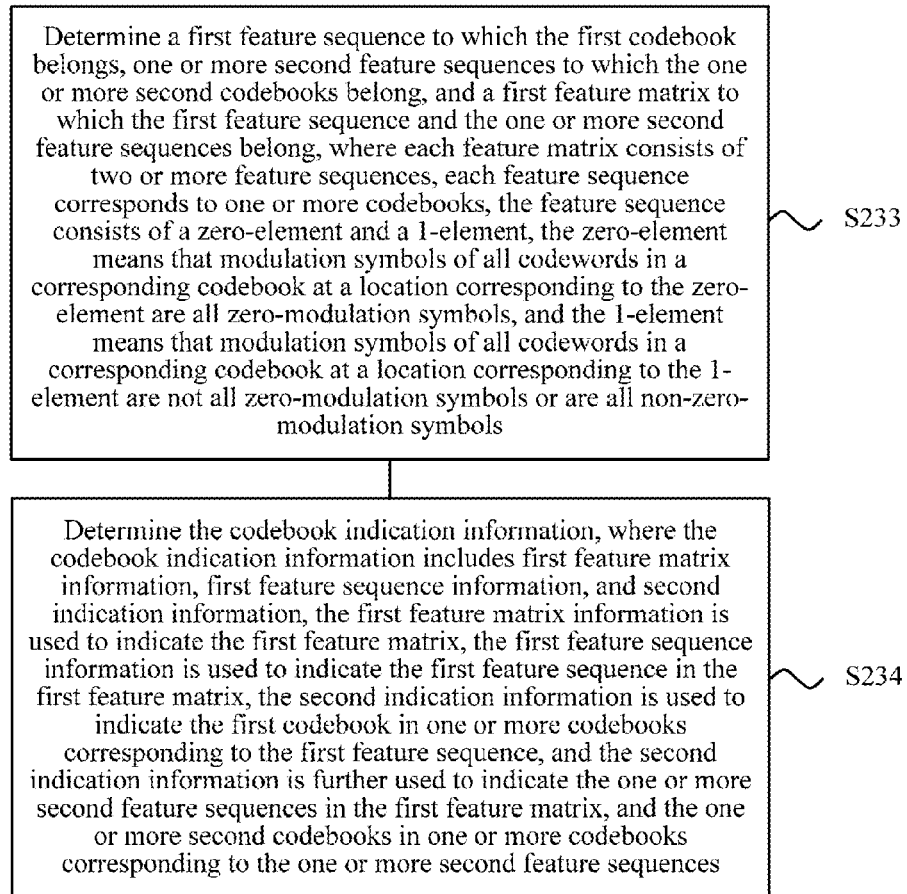 Determine a first feature sequence to which the first codebook
belongs, one or more second feature sequences to which the one
or more second codebooks belong, and a first feature matrix to
which the first feature sequence and the one or more second
feature sequences belong, where each feature matrix consists of
two or more feature sequences, each feature sequence
corresponds to one or more codebooks, the feature sequence
consists of a zero-element and a 1-element, the zero-element
means that modulation symbols of all codewords in a
corresponding codebook at a location corresponding to the zero-
element are all zero-modulation symbols, and the 1-element
means that modulation symbols of all codewords in a
corresponding codebook at a location corresponding to the 1-
element are not all zero-modulation symbols or are all non-zero-
modulation symbols
S233
Determine the codebook indication information, where the
codebook indication information includes first feature matrix
information, first feature sequence information, and second
indication information, the first feature matrix information is
used to indicate the first feature matrix, the first feature sequence
information is used to indicate the first feature sequence in the
first feature matrix, the second indication information is used to
indicate the first codebook in one or more codebooks
corresponding to the first feature sequence, and the second
indication information is further used to indicate the one or more
second feature sequences in the first feature matrix, and the one
or more second codebooks in one or more codebooks
corresponding to the one or more second feature sequences
S234